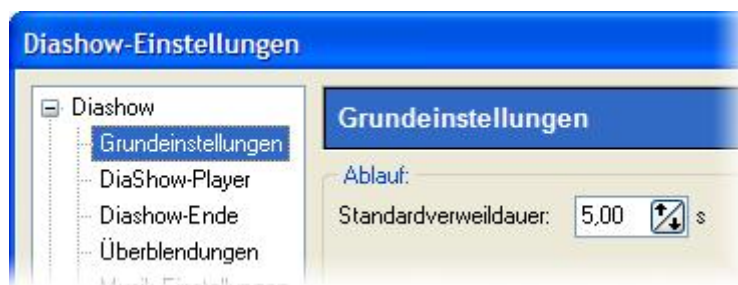 Diashow-Einstellungen
Diashow
Grundeinstellungen
DiaShow-Player
Diashow-Ende
Überblendungen
Grundeinstellungen
Ablauf:
Standardverweildauer: 5,00 s